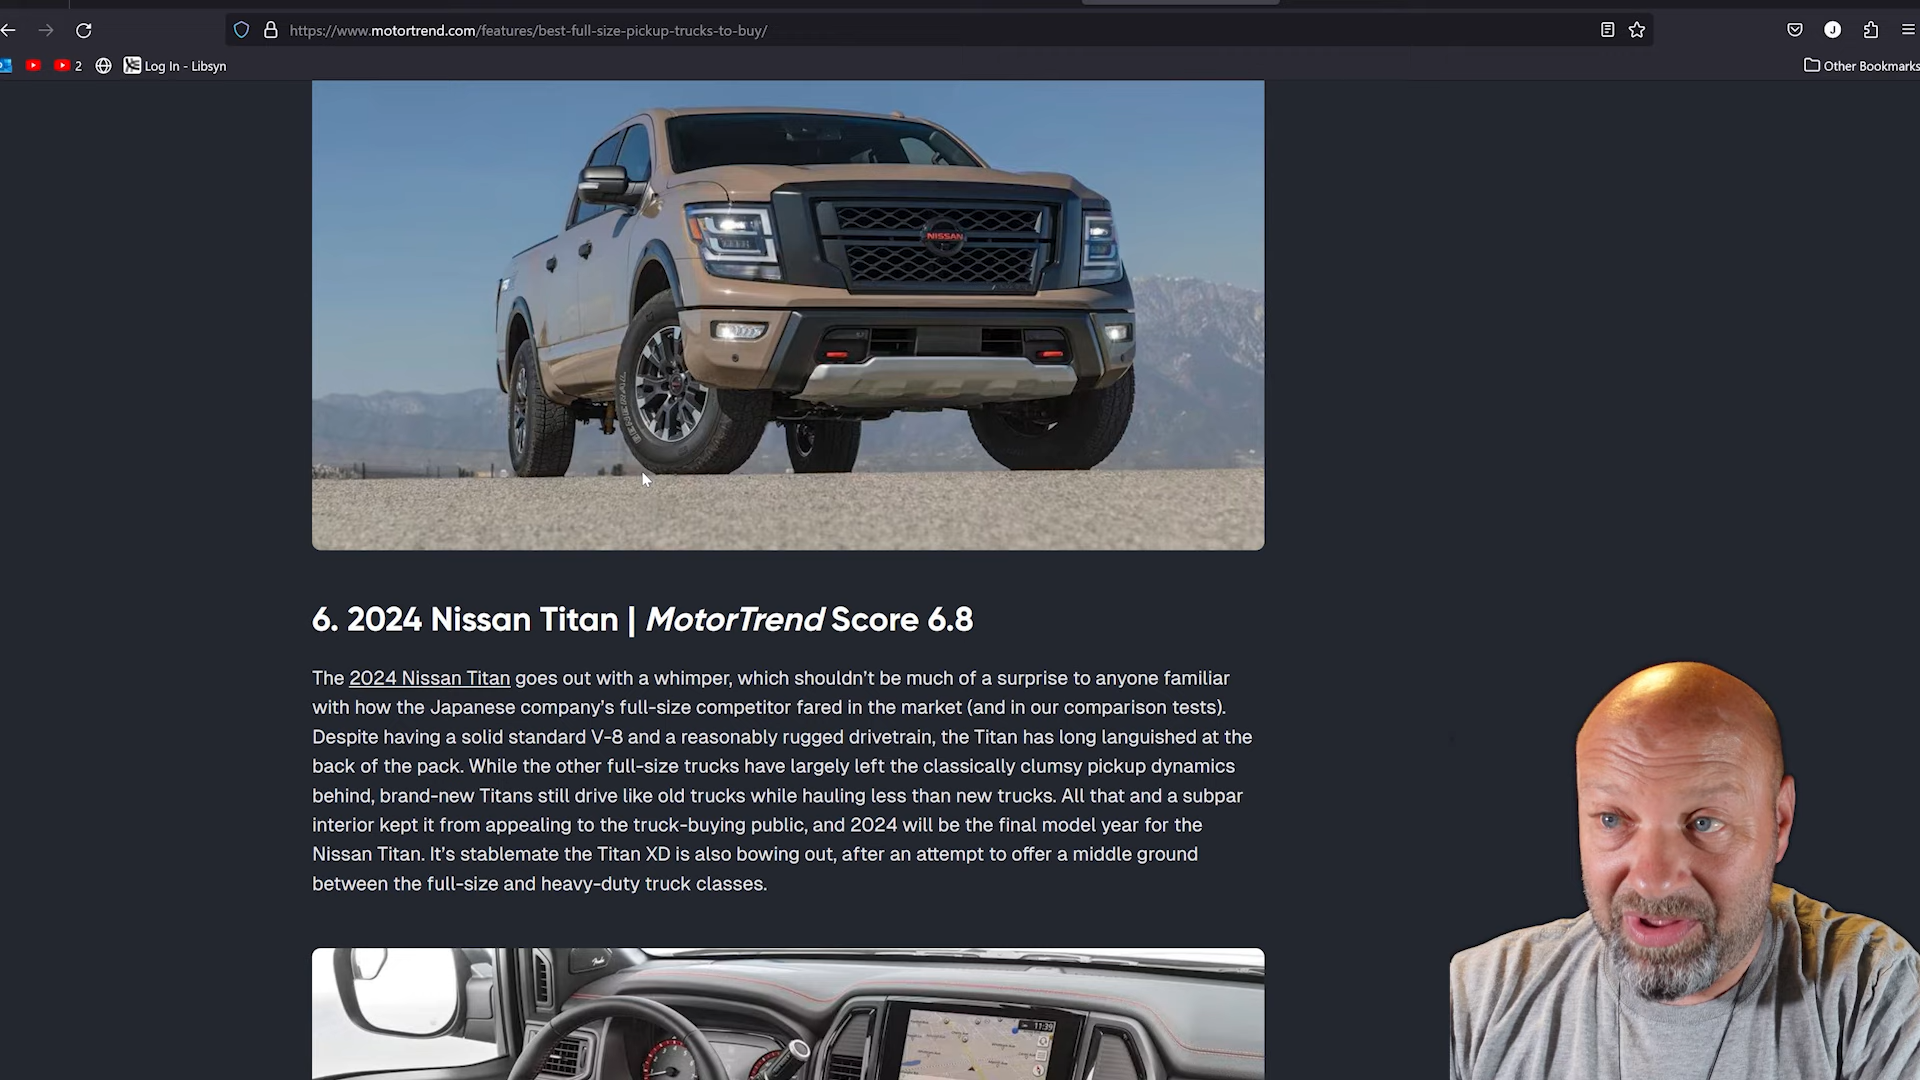 https://www.motortrend.com/features/best-full-size-pickup-trucks-to-buy/
J
2
Log In - Libsyn
Other Bookmarks
NISSAN
6. 2024 Nissan Titan | MotorTrend Score 6.8
The 2024 Nissan Titan goes out with a whimper, which shouldn't be much of a surprise to anyone familiar
with how the Japanese company's full-size competitor fared in the market (and in our comparison tests).
Despite having a solid standard V-8 and a reasonably rugged drivetrain, the Titan has long languished at the
back of the pack. While the other full-size trucks have largely left the classically clumsy pickup dynamics
behind, brand-new Titans still drive like old trucks while hauling less than new trucks. All that and a subpar
interior kept it from appealing to the truck-buying public, and 2024 will be the final model year for the
Nissan Titan. It's stablemate the Titan XD is also bowing out, after an attempt to offer a middle ground
between the full-size and heavy-duty truck classes.
11:39